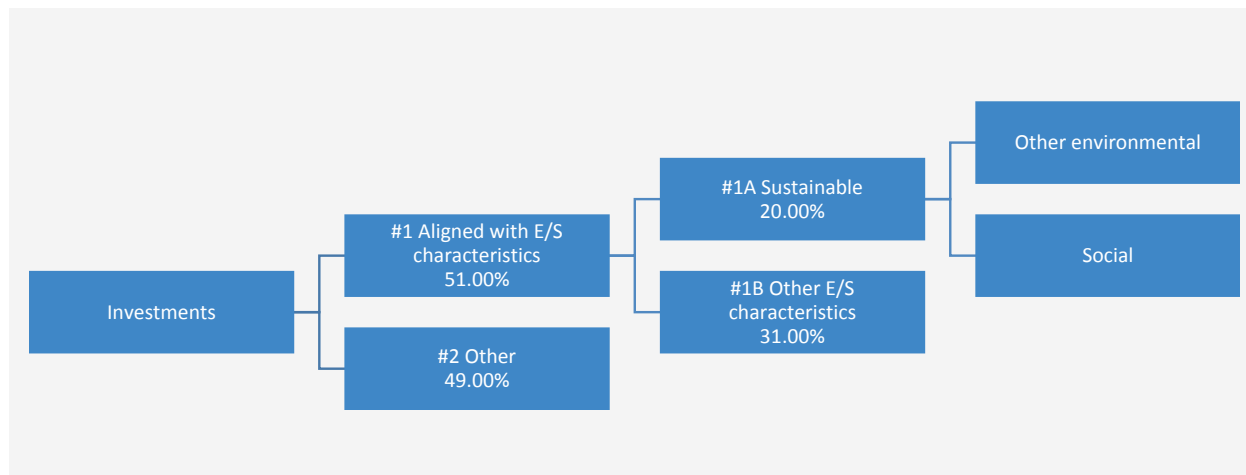 Investments
#1 Aligned with E/S
characteristics
51.00%
#2 Other
49.00%
#1A Sustainable
20.00%
#1B Other E/S
characteristics
31.00%
Other environmental
Social